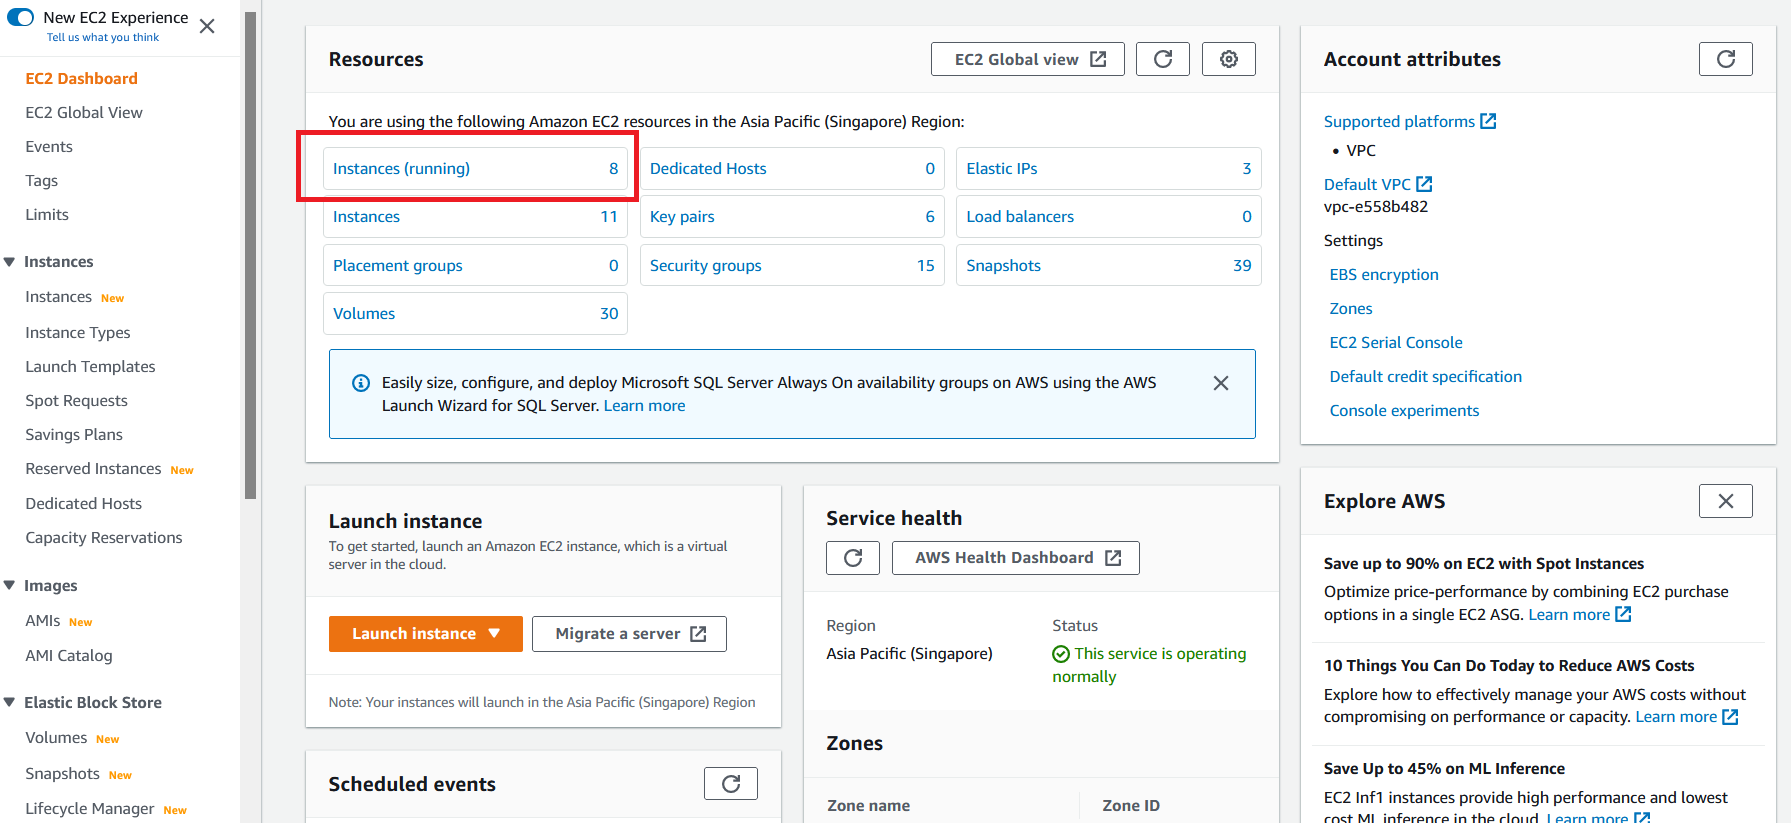 New EC2 Experience
Tell us what you think
EC2 Dashboard
EC2 Global View
Events
Tags
Limits
Instances
Instances New
Instance Types
Launch Templates
Spot Requests
Savings Plans
Reserved Instances New
Dedicated Hosts
Capacity Reservations
Images
AMIs New
AMI Catalog
Elastic Block Store
Volumes New
Snapshots New
Lifecycle Manager New
Resources
EC2 Global view
You are using the following Amazon EC2 resources in the Asia Pacific (Singapore) Region:
Instances (running) 8
Dedicated Hosts 0
Elastic IPs 3
Instances 11
Key pairs 6
Load balancers 0
Placement groups 0
Security groups 15
Snapshots 39
Volumes 30
Easily size, configure, and deploy Microsoft SQL Server Always On availability groups on AWS using the AWS
Launch Wizard for SQL Server. Learn more
Launch instance
To get started, launch an Amazon EC2 instance, which is a virtual
server in the cloud.
Launch instance
Migrate a server
Note: Your instances will launch in the Asia Pacific (Singapore) Region
Scheduled events
Service health
AWS Health Dashboard
Region
Asia Pacific (Singapore)
Status
This service is operating
normally
Zones
Zone name
Zone ID
Account attributes
Supported platforms
• VPC
Default VPC
vpc-e558b482
Settings
EBS encryption
Zones
EC2 Serial Console
Default credit specification
Console experiments
Explore AWS
Save up to 90% on EC2 with Spot Instances
Optimize price-performance by combining EC2 purchase
options in a single EC2 ASG. Learn more
10 Things You Can Do Today to Reduce AWS Costs
Explore how to effectively manage your AWS costs without
compromising on performance or capacity. Learn more
Save Up to 45% on ML Inference
EC2 Inf1 instances provide high performance and lowest
cost ML inference in the cloud. Learn more